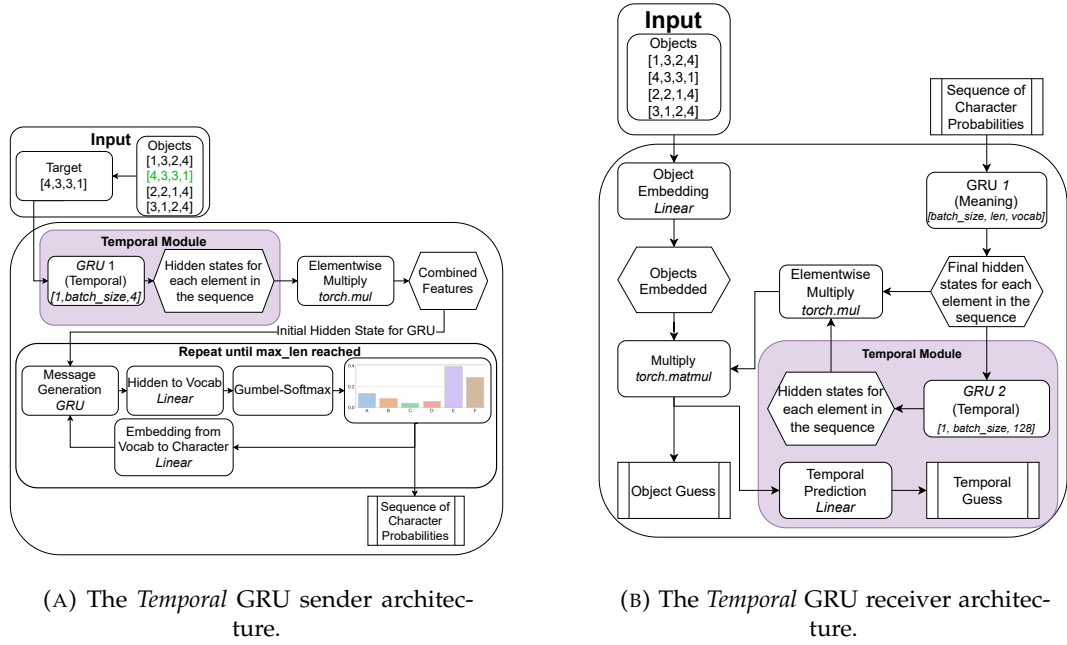 Input
Target
[4,3,3,1]
Objects
[1,3,2,4]
[4,3,3,1]
[2,2,1,4]
[3,1,2,4]
Temporal Module
GRU 1
(Temporal)
[1,batch_size,4]
Hidden states for
each element in
the sequence
Elementwise
Multiply
torch.mul
Combined
Features
Initial Hidden State for GRU
Repeat until max_len reached
Message
Generation
GRU
Hidden to Vocab
Linear
Gumbel-Softmax
0.4
0.2
0.0
A B C D E F
Embedding from
Vocab to Character
Linear
Sequence of
Character
Probabilities
(A) The Temporal GRU sender architec-
ture.
Input
Objects
[1,3,2,4]
[4,3,3,1]
[2,2,1,4]
[3,1,2,4]
Sequence of
Character
Probabilities
Object
Embedding
Linear
GRU 1
(Meaning)
[batch_size, len, vocab]
Objects
Embedded
Elementwise
Multiply
torch.mul
Final hidden
states for each
element in the
sequence
Multiply
torch.matmul
Temporal Module
Hidden states for
each element in
the sequence
GRU 2
(Temporal)
[1, batch_size, 128]
Object Guess
Temporal
Prediction
Linear
Temporal
Guess
(B) The Temporal GRU receiver architec-
ture.